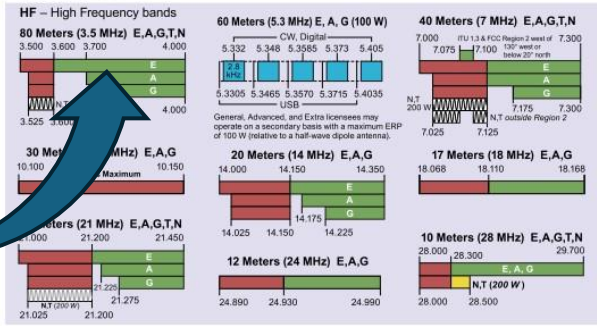 HF – High Frequency bands
80 Meters (3.5 MHz) E,A,G,T,N
3.500 3.600 3.700 4.000
E
A
G
N,T
4.000
3.525 3.600
60 Meters (5.3 MHz) E, A, G (100 W)
CW, Digital
5.332 5.348 5.3585 5.373 5.405
2.8
kHz
5.3305 5.3465 5.3570 5.3715 5.4035
USB
General, Advanced, and Extra licensees may
operate on a secondary basis with a maximum ERP
of 100 W (relative to a half-wave dipole antenna).
40 Meters (7 MHz) E,A,G,T,N
7.000 7.075 7.100 7.300
ITU 1,3 & FCC Region 2 west of
130° west or
below 20° north
E
A
G
N,T
200 W
7.175 7.300
N,T outside Region 2
7.025 7.125
30 Meters MHz) E,A,G
10.100 10.150
Maximum
20 Meters (14 MHz) E,A,G
14.000 14.150 14.350
E
A
G
14.175
14.025 14.150 14.225
17 Meters (18 MHz) E,A,G
18.068 18.110 18.168
eters (21 MHz) E,A,G,T,N
21.000 21.200 21.450
E
A
G
21.225
21.275
N,T (200 W)
21.025 21.200
12 Meters (24 MHz) E,A,G
24.890 24.930 24.990
10 Meters (28 MHz) E,A,G,T,N
28.000 28.300 29.700
E, A, G
N,T (200 W)
28.000 28.500